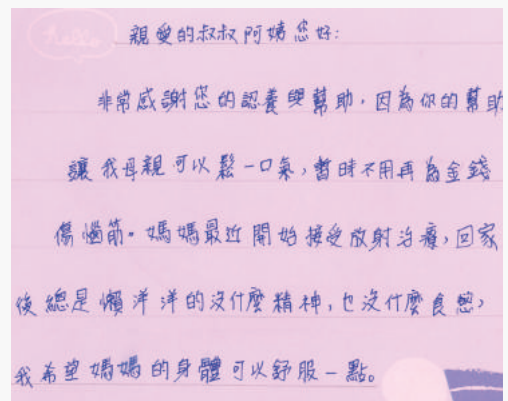 hello
親愛的叔叔阿姨您好:
非常感謝您的認養與幫助,因為你的幫助
讓我母親可以鬆一口氣,暫時不用再為金錢
傷惱筋。媽媽最近開始接受放射治療,回家
後總是懶洋洋的沒什麼精神,也沒什麼食慾,
我希望媽媽的身體可以舒服一點。